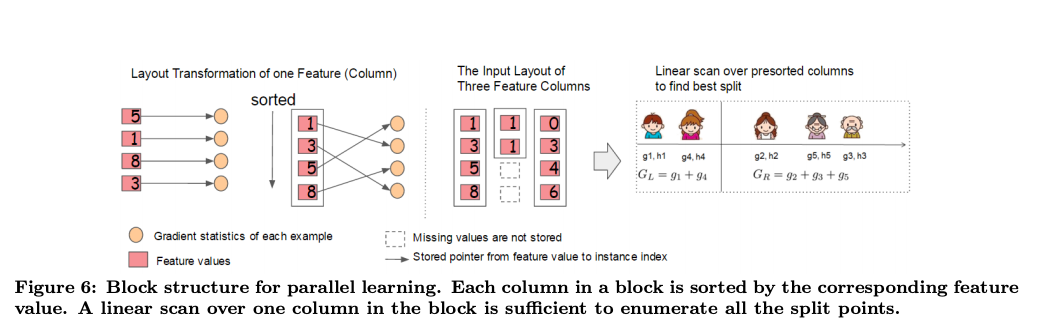 Layout Transformation of one Feature (Column)
sorted
5
1
8
3
1
3
5
8
The Input Layout of
Three Feature Columns
1 1 0
3 1 3
5 4
8 6
Linear scan over presorted columns
to find best split
g1, h1 g4, h4 g2, h2 g5, h5 g3, h3
G_L = g_1 + g_4 G_R = g_2 + g_3 + g_5
Gradient statistics of each example
Feature values
Missing values are not stored
Stored pointer from feature value to instance index
Figure 6: Block structure for parallel learning. Each column in a block is sorted by the corresponding feature
value. A linear scan over one column in the block is sufficient to enumerate all the split points.